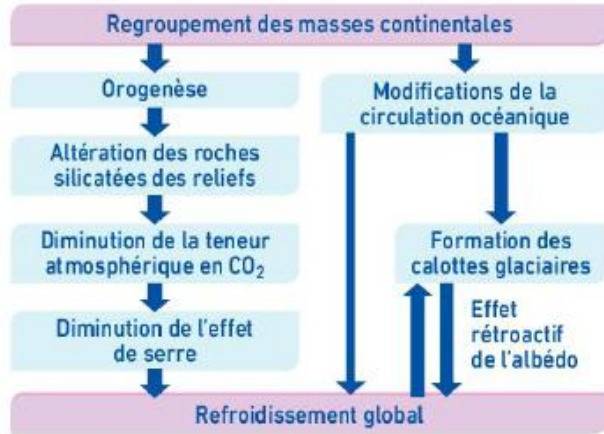 Regroupement des masses continentales
Orogenèse
Altération des roches
silicatées des reliefs
Diminution de la teneur
atmosphérique en CO₂
Diminution de l'effet
de serre
Modifications de la
circulation océanique
Formation des
calottes glaciaires
Effet
rétroactif
de l'albédo
Refroidissement global